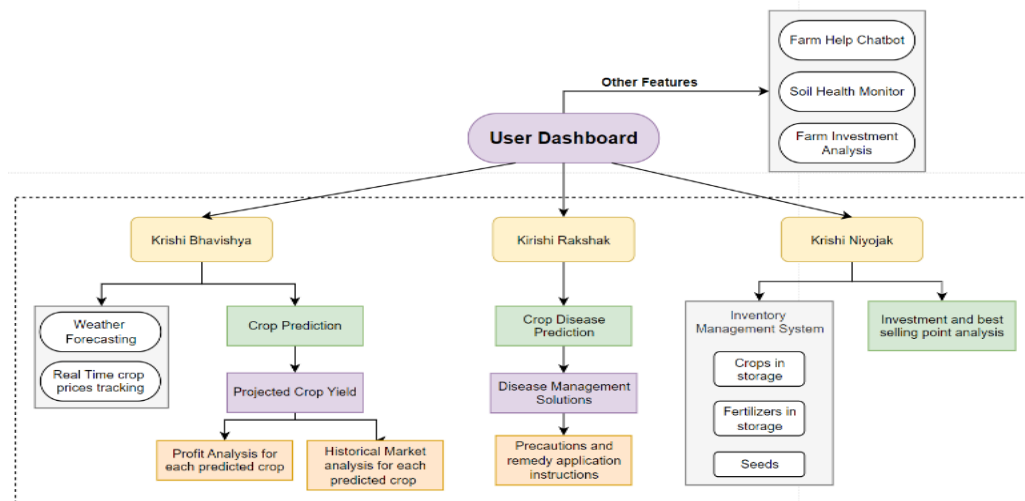 Farm Help Chatbot
Other Features
Soil Health Monitor
User Dashboard
Farm Investment
Analysis
Krishi Bhavishya
Kirishi Rakshak
Krishi Niyojak
Weather
Forecasting
Real Time crop
prices tracking
Crop Prediction
Projected Crop Yield
Profit Analysis for
each predicted crop
Historical Market
analysis for each
predicted crop
Crop Disease
Prediction
Disease Management
Solutions
Precautions and
remedy application
instructions
Inventory
Management System
Crops in
storage
Fertilizers in
storage
Seeds
Investment and best
selling point analysis